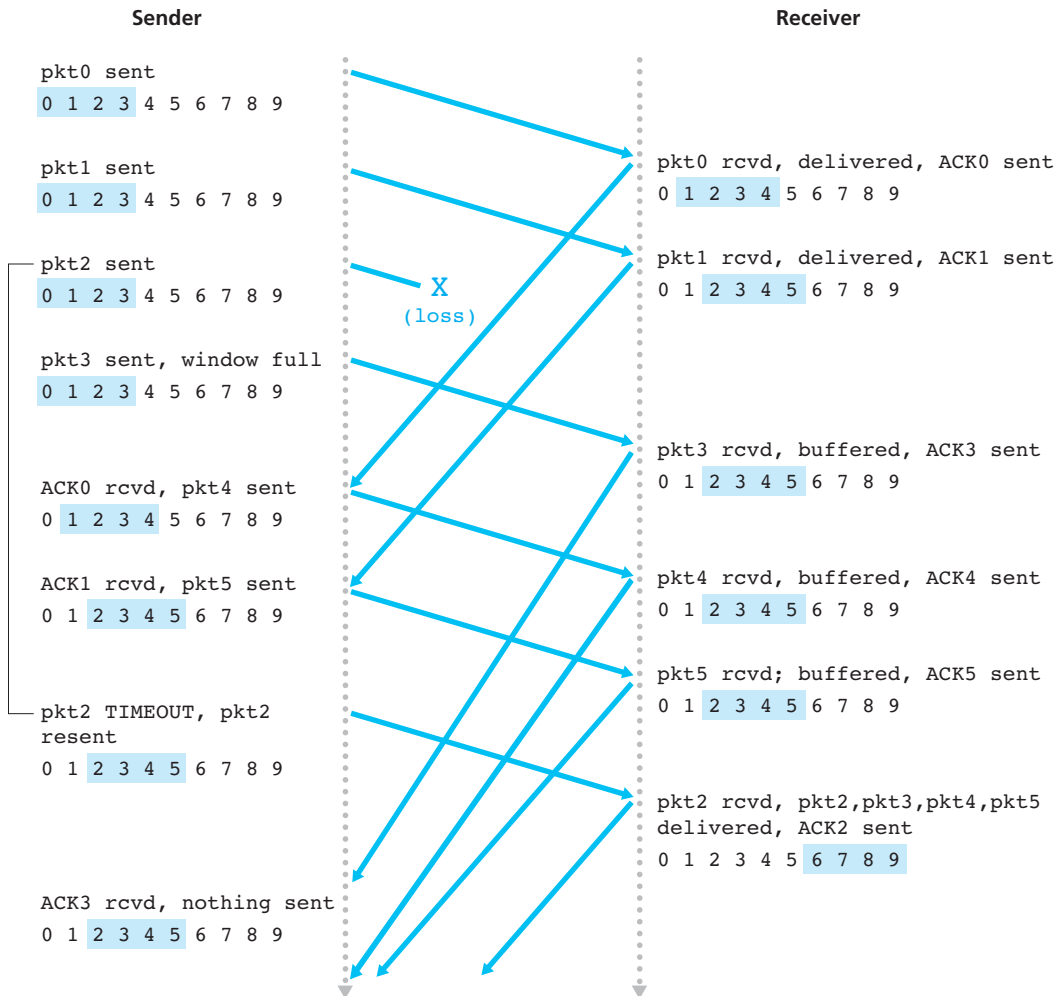 Sender
Receiver
pkt0 sent
0 1 2 3 4 5 6 7 8 9
pkt0 rcvd, delivered, ACK0 sent
0 1 2 3 4 5 6 7 8 9
pkt1 sent
0 1 2 3 4 5 6 7 8 9
pkt1 rcvd, delivered, ACK1 sent
0 1 2 3 4 5 6 7 8 9
pkt2 sent
0 1 2 3 4 5 6 7 8 9
X
(loss)
pkt3 sent, window full
0 1 2 3 4 5 6 7 8 9
pkt3 rcvd, buffered, ACK3 sent
0 1 2 3 4 5 6 7 8 9
ACK0 rcvd, pkt4 sent
0 1 2 3 4 5 6 7 8 9
pkt4 rcvd, buffered, ACK4 sent
0 1 2 3 4 5 6 7 8 9
ACK1 rcvd, pkt5 sent
0 1 2 3 4 5 6 7 8 9
pkt5 rcvd; buffered, ACK5 sent
0 1 2 3 4 5 6 7 8 9
pkt2 TIMEOUT, pkt2
resent
0 1 2 3 4 5 6 7 8 9
pkt2 rcvd, pkt2,pkt3,pkt4,pkt5
delivered, ACK2 sent
0 1 2 3 4 5 6 7 8 9
ACK3 rcvd, nothing sent
0 1 2 3 4 5 6 7 8 9